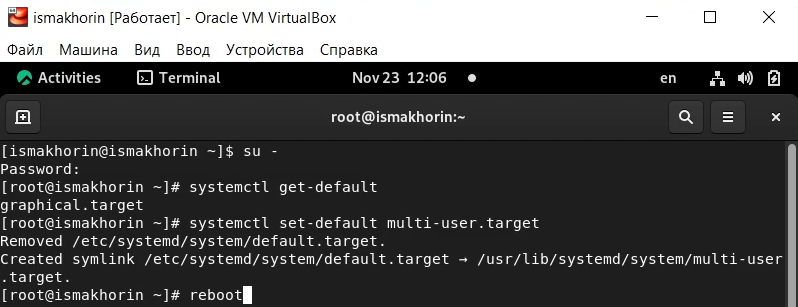 ismakhorin [Работает] - Oracle VM VirtualBox
Файл Машина Вид Ввод Устройства Справка
Activities Terminal Nov 23 12:06 en
root@ismakhorin:~
[ismakhorin@ismakhorin ~]$ su -
Password:
[root@ismakhorin ~]# systemctl get-default
graphical.target
[root@ismakhorin ~]# systemctl set-default multi-user.target
Removed /etc/systemd/system/default.target.
Created symlink /etc/systemd/system/default.target → /usr/lib/systemd/system/multi-user
.target.
[root@ismakhorin ~]# reboot